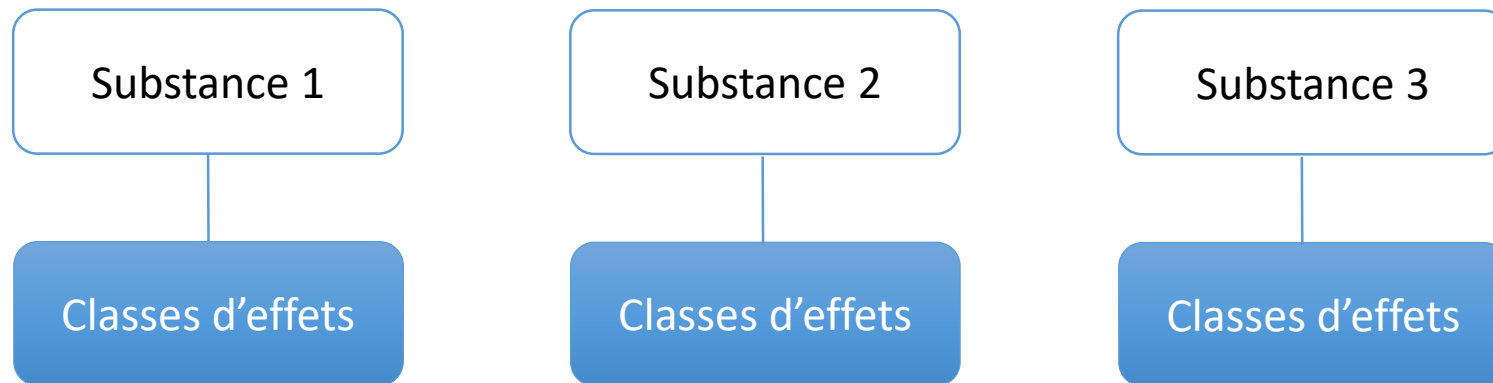 Substance 1
Substance 2
Substance 3
Classes d’effets
Classes d’effets
Classes d’effets